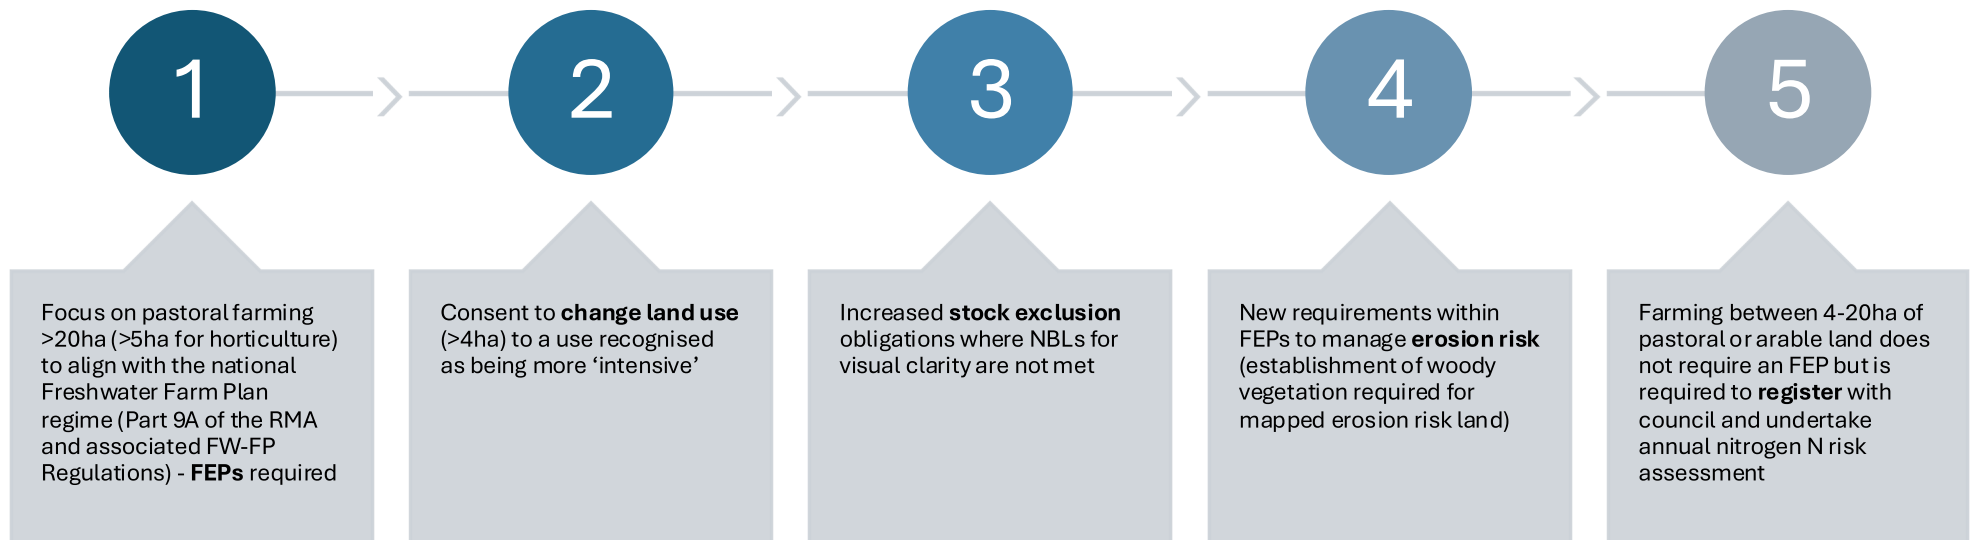 1
2
3
4
5
Focus on pastoral farming
>20ha (>5ha for horticulture)
to align with the national
Freshwater Farm Plan
regime (Part 9A of the RMA
and associated FW-FP
Regulations) - FEPs required
Consent to change land use
(>4ha) to a use recognised
as being more ‘intensive’
Increased stock exclusion
obligations where NBLs for
visual clarity are not met
New requirements within
FEPs to manage erosion risk
(establishment of woody
vegetation required for
mapped erosion risk land)
Farming between 4-20ha of
pastoral or arable land does
not require an FEP but is
required to register with
council and undertake
annual nitrogen N risk
assessment